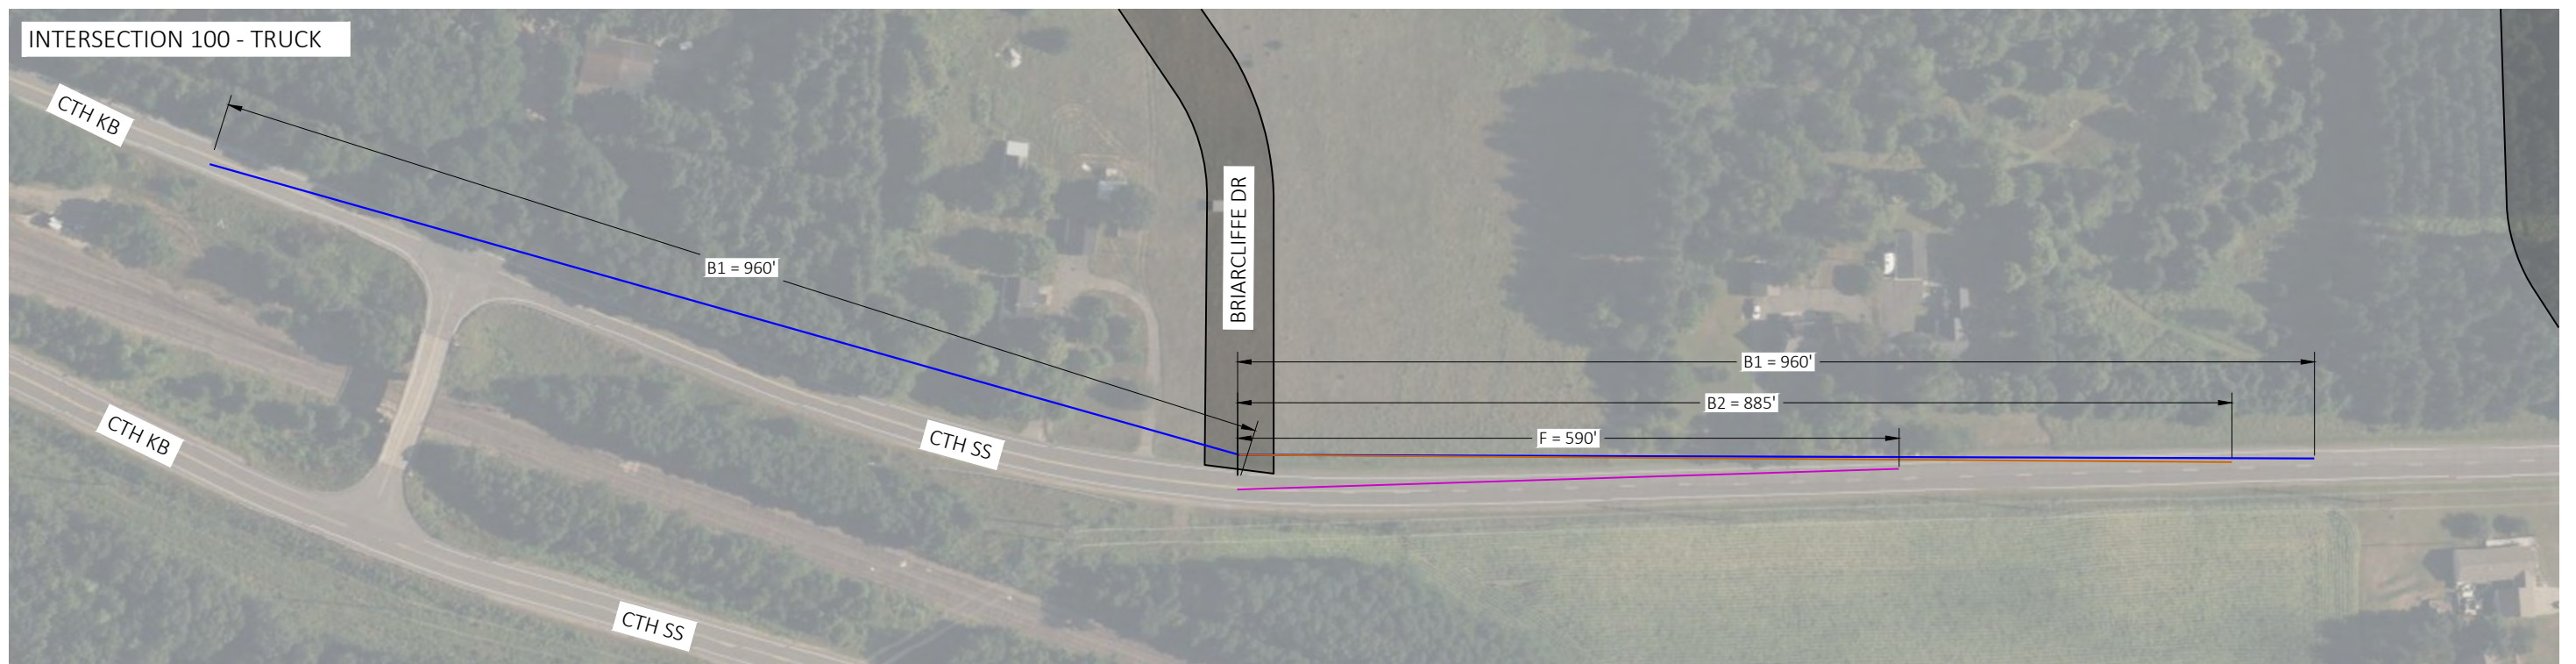 INTERSECTION 100 - TRUCK
CTH KB
B1 = 960'
BRIARCLIFFE DR
B1 = 960'
B2 = 885'
F = 590'
CTH KB
CTH SS
CTH SS